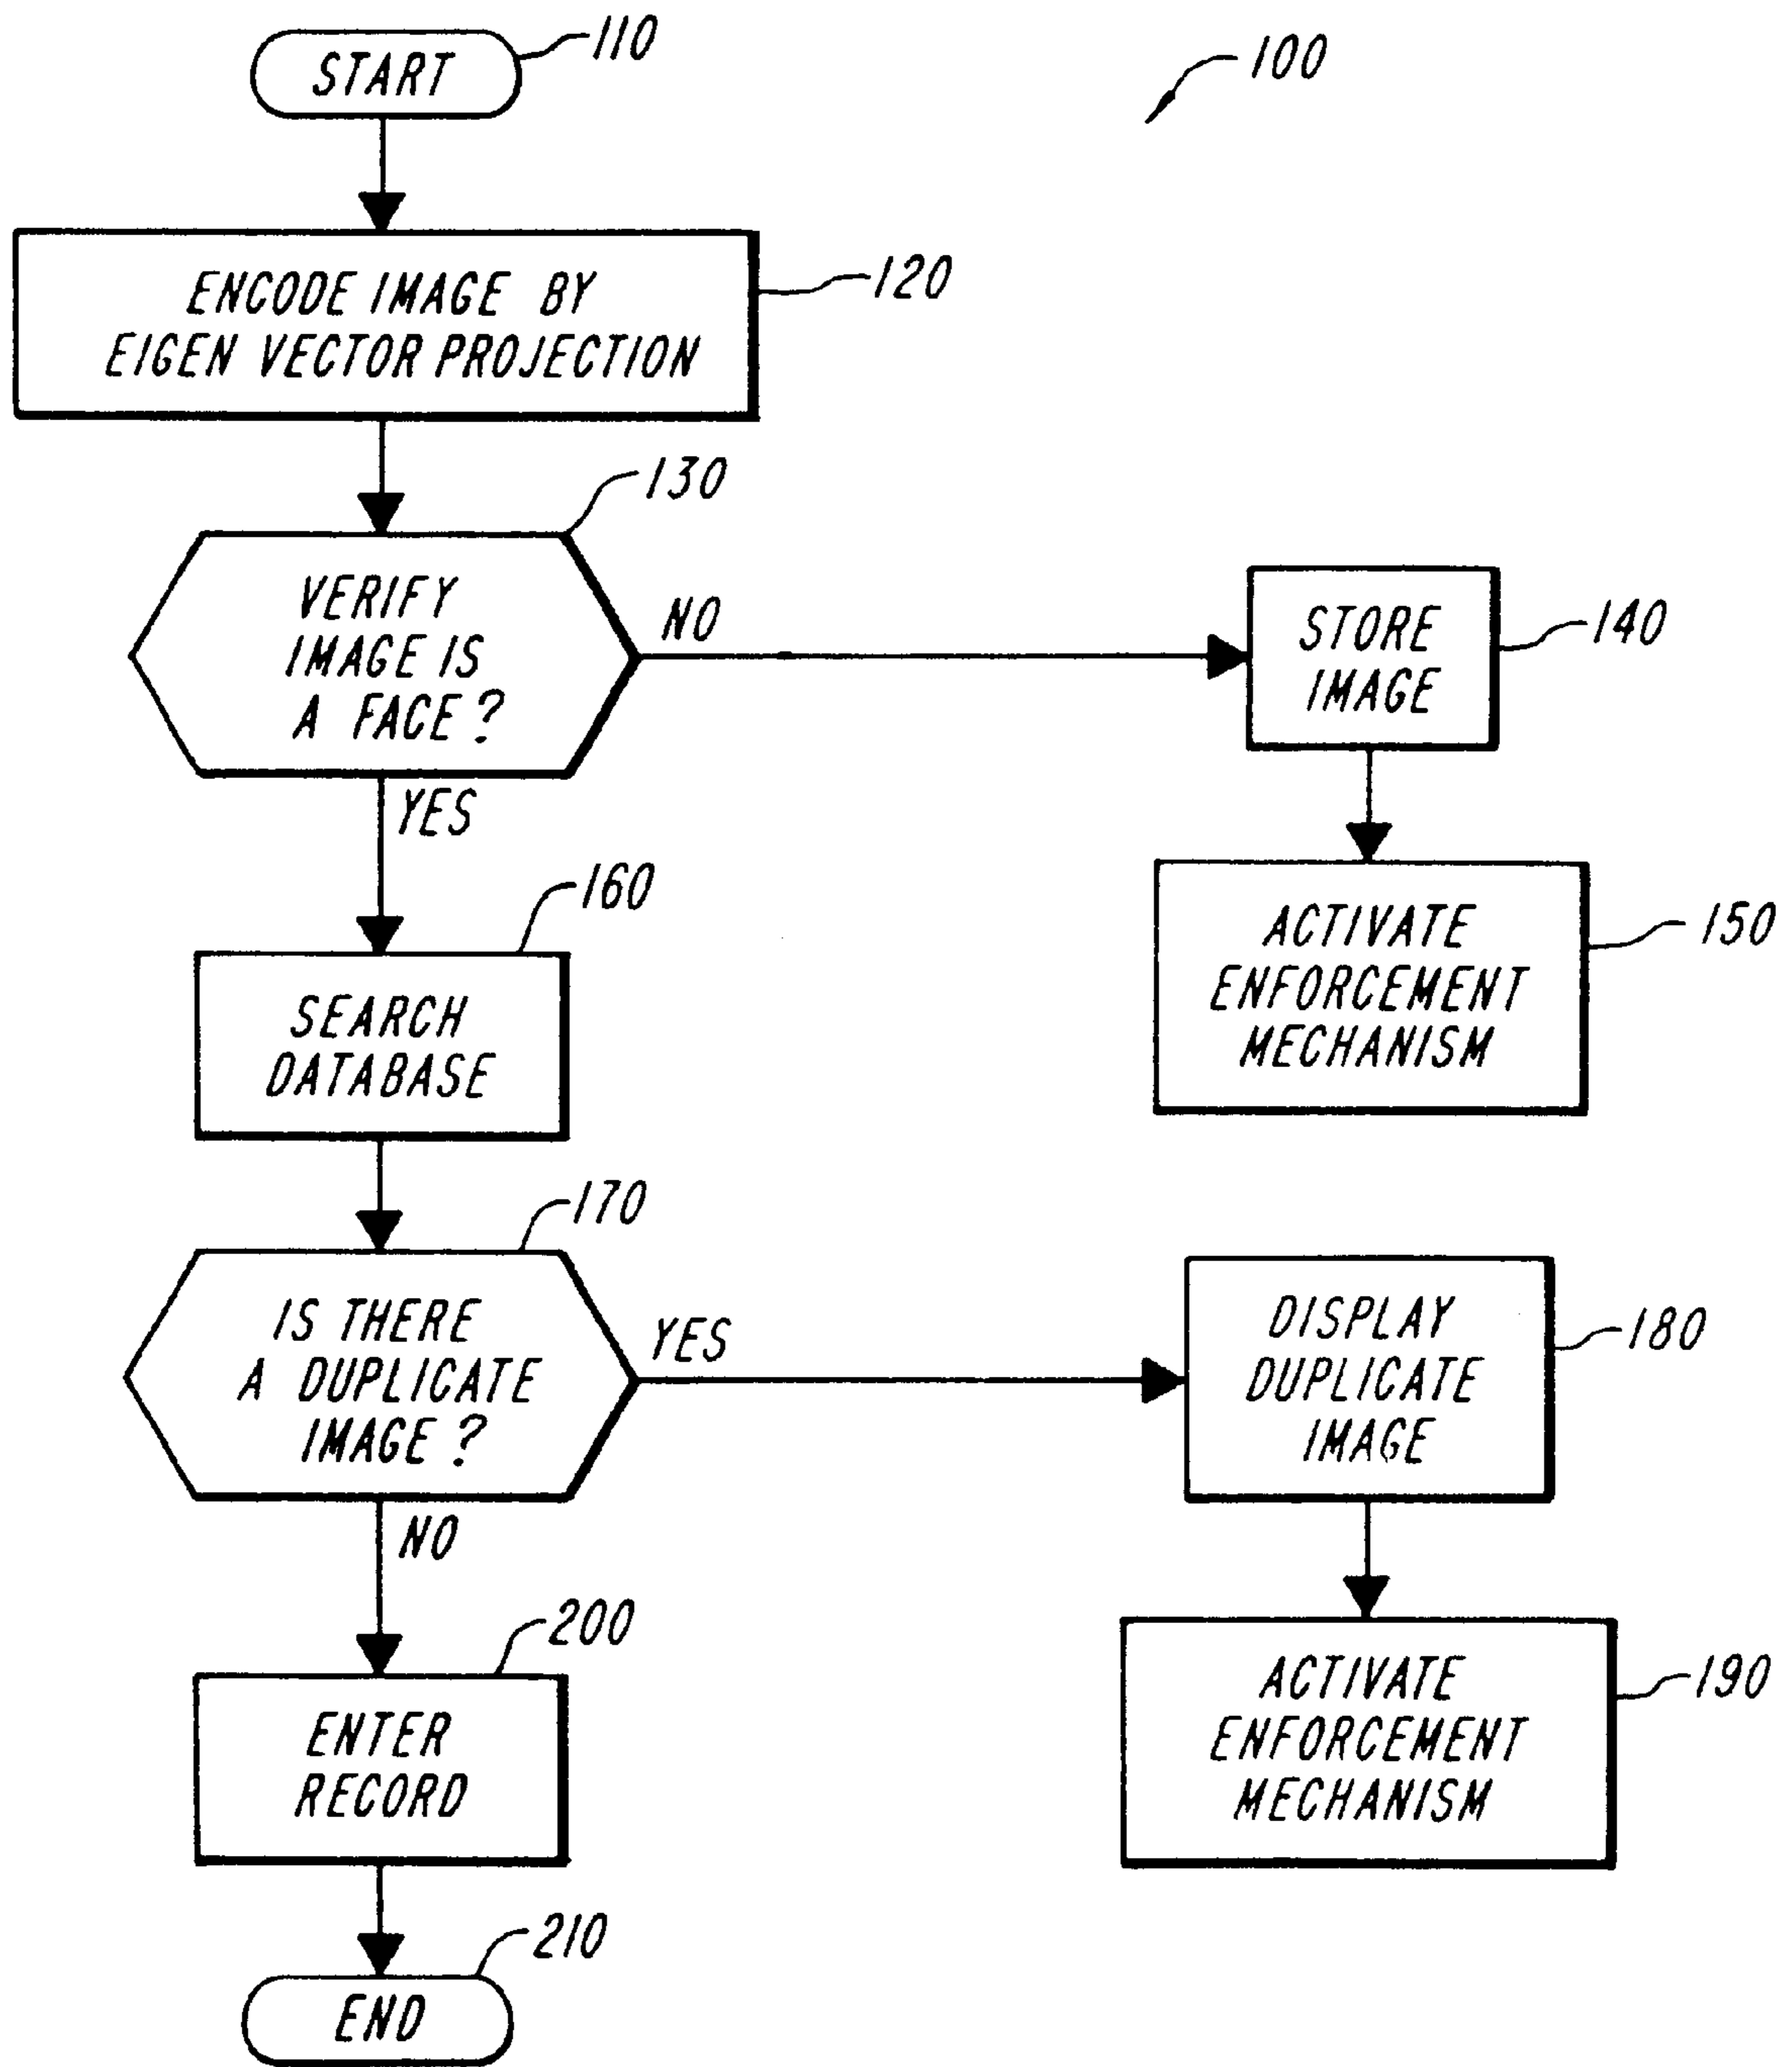 START
110
100
ENCODE IMAGE BY
EIGEN VECTOR PROJECTION
120
VERIFY
IMAGE IS
A FACE?
130
NO
STORE
IMAGE
140
YES
ACTIVATE
ENFORCEMENT
MECHANISM
150
SEARCH
DATABASE
160
IS THERE
A DUPLICATE
IMAGE?
170
YES
DISPLAY
DUPLICATE
IMAGE
180
NO
ACTIVATE
ENFORCEMENT
MECHANISM
190
ENTER
RECORD
200
END
210